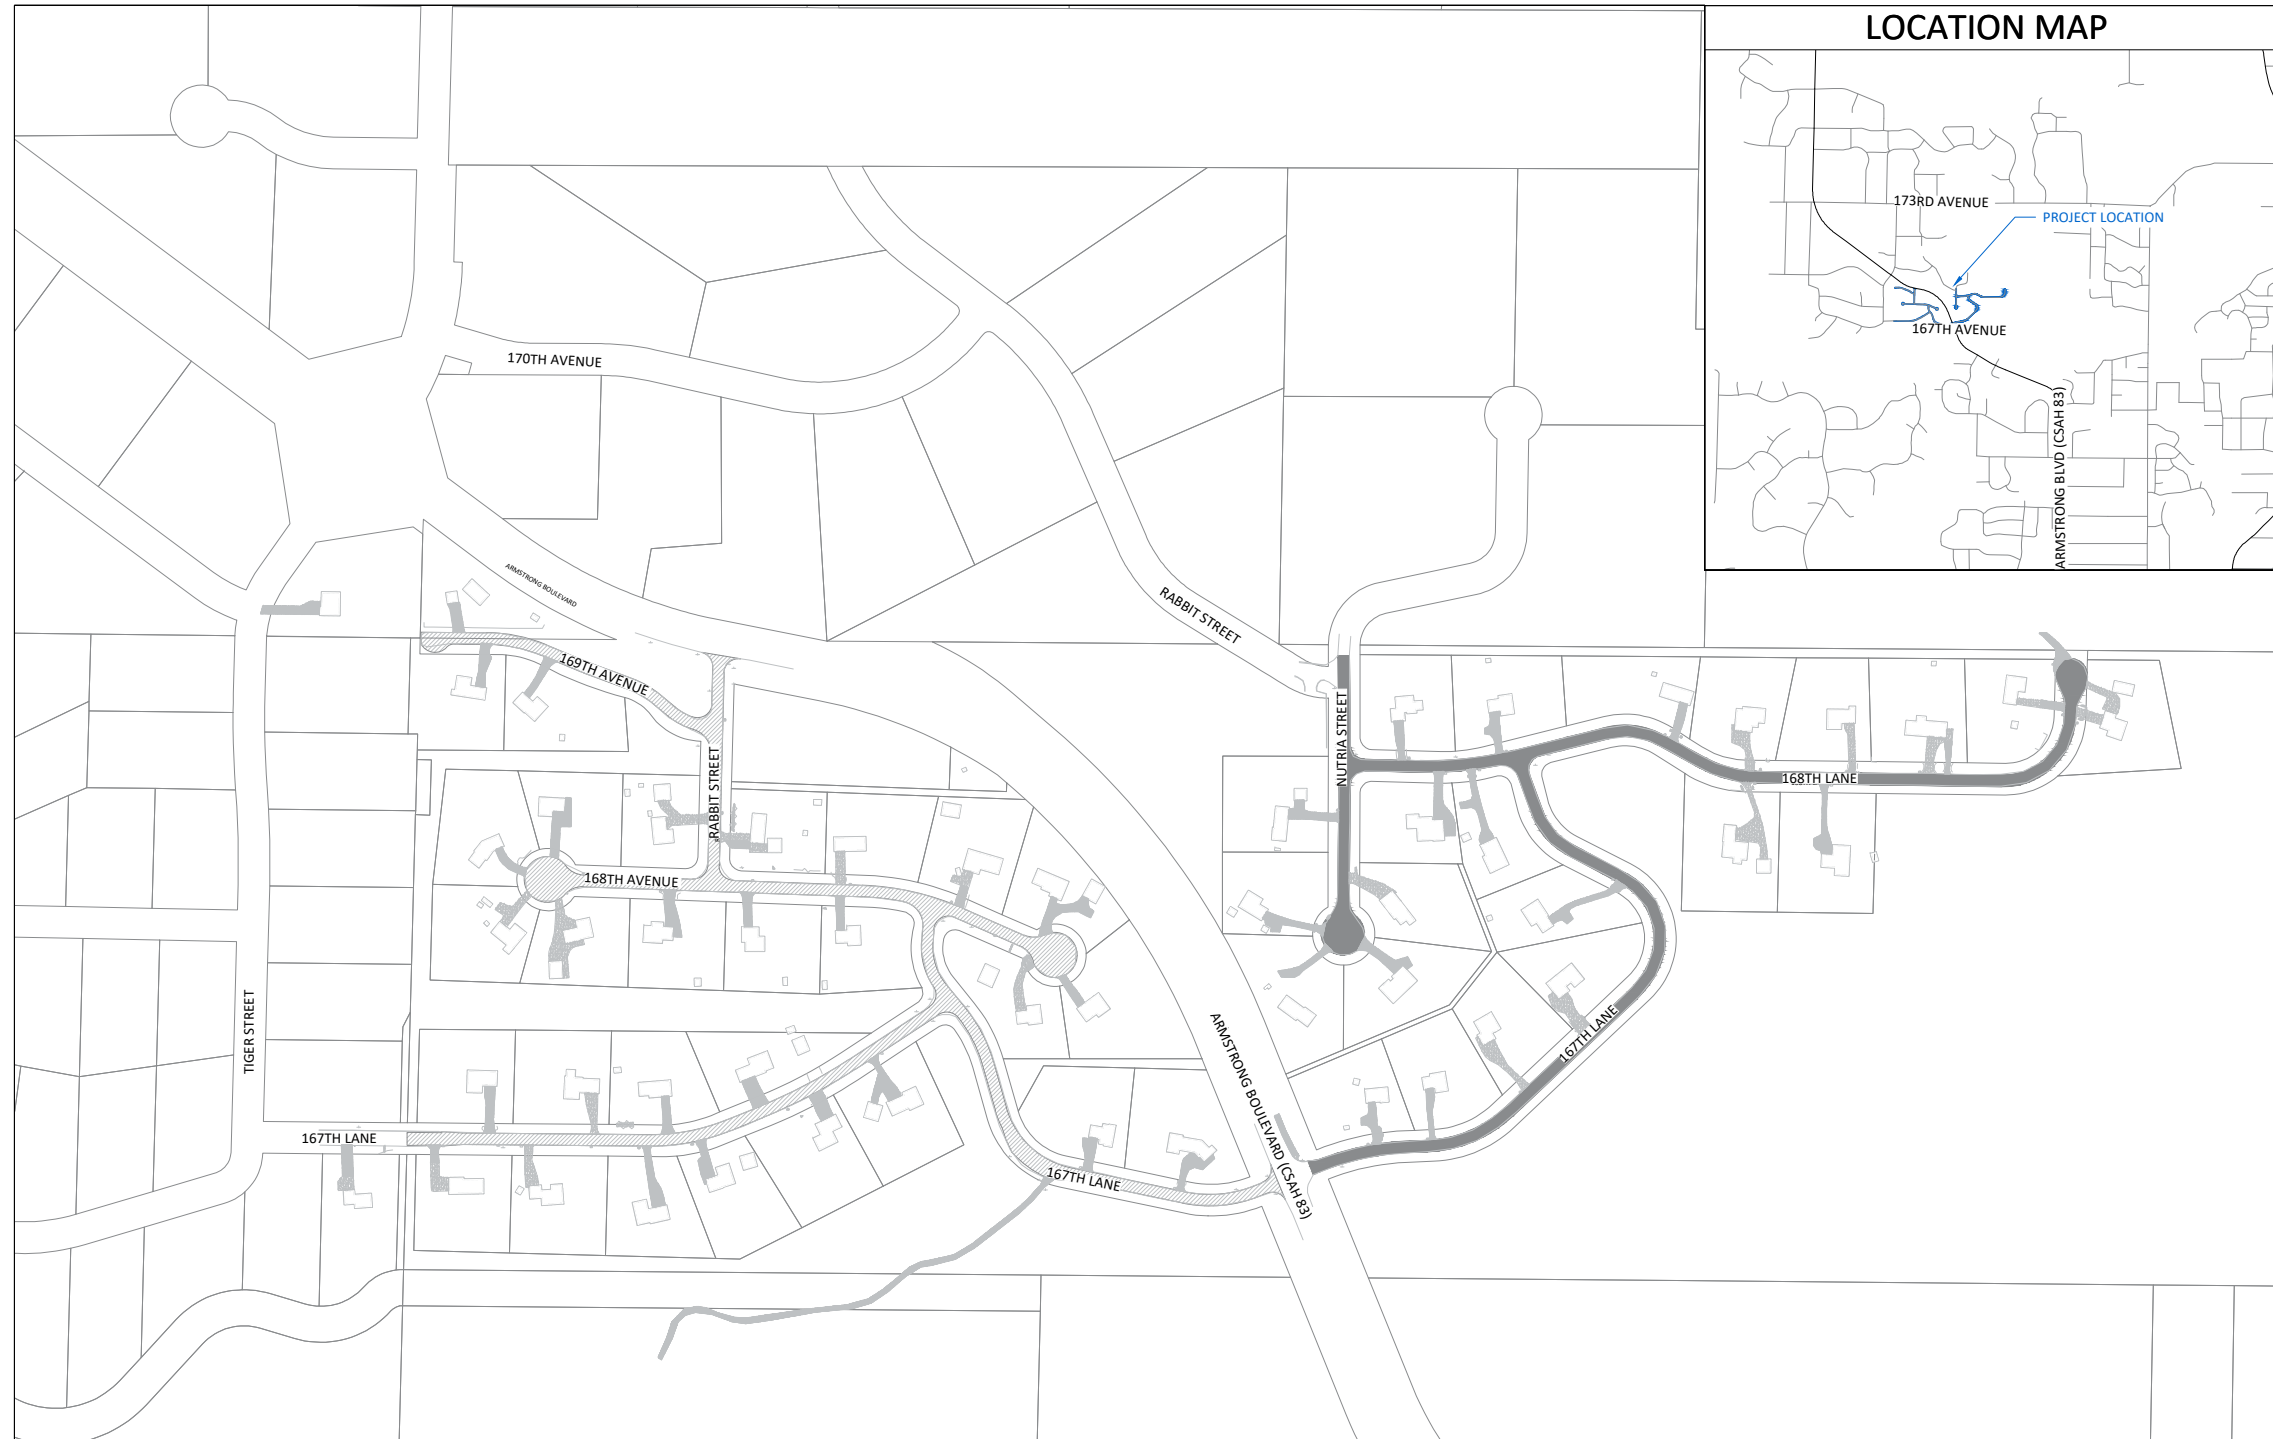 LOCATION MAP
173RD AVENUE
PROJECT LOCATION
167TH AVENUE
ARMSTRONG BLVD (CSAH 83)
170TH AVENUE
ARMSTRONG BOULEVARD
RABBIT STREET
169TH AVENUE
NUTRIA STREET
RABBIT STREET
168TH LANE
168TH AVENUE
TIGER STREET
ARMSTRONG BOULEVARD (CSAH 83)
167TH LANE
167TH LANE
167TH LANE